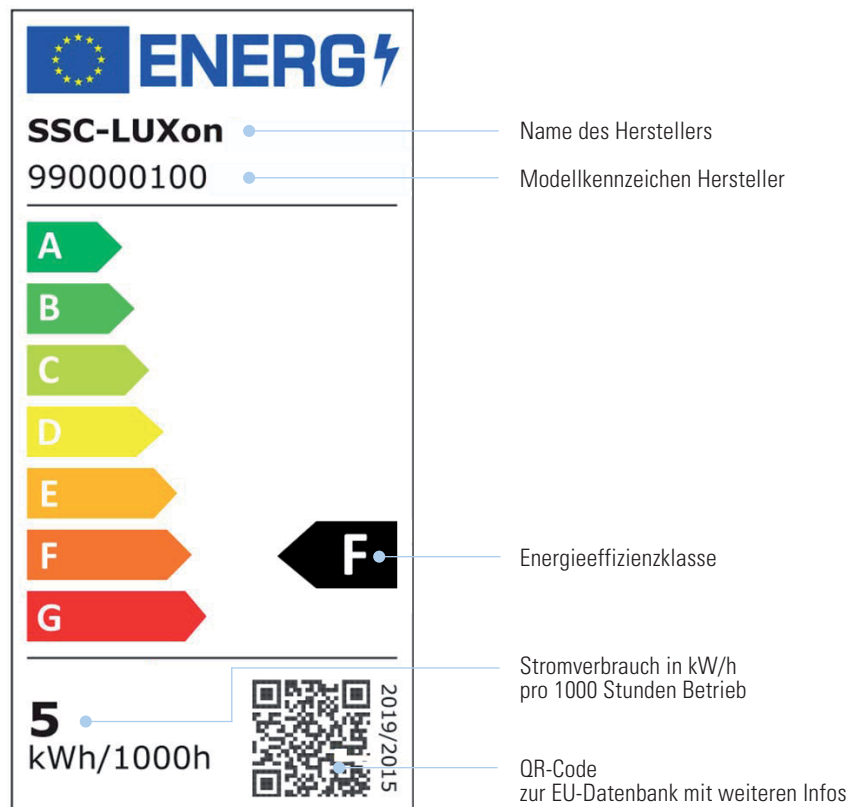 ENERG
SSC-LUXon
Name des Herstellers
990000100
Modellkennzeichen Hersteller
A
B
C
D
E
F
F
Energieeffizienzklasse
G
Stromverbrauch in kW/h
pro 1000 Stunden Betrieb
5
kWh/1000h
2019/2015
QR-Code
zur EU-Datenbank mit weiteren Infos